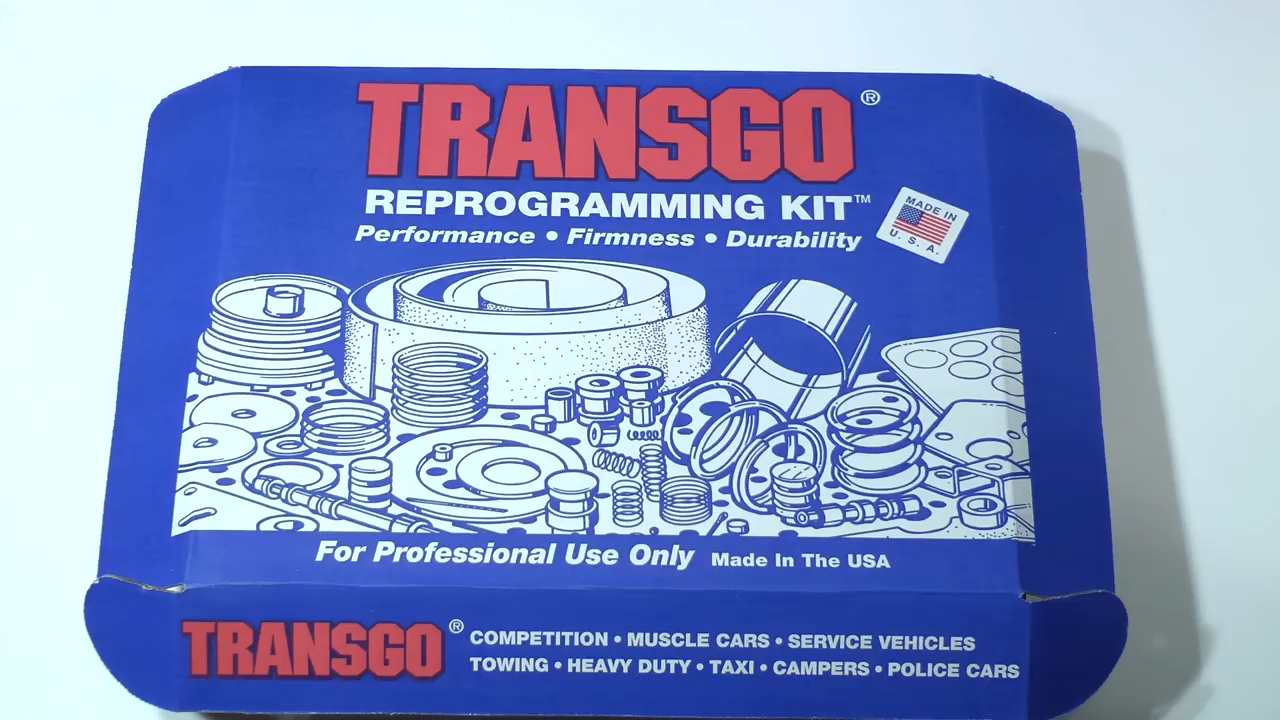 TRANSGO®
REPROGRAMMING KIT™
Performance • Firmness • Durability
MADE IN
U. S. A.
For Professional Use Only Made In The USA
TRANSGO®
COMPETITION • MUSCLE CARS • SERVICE VEHICLES
TOWING • HEAVY DUTY • TAXI • CAMPERS • POLICE CARS